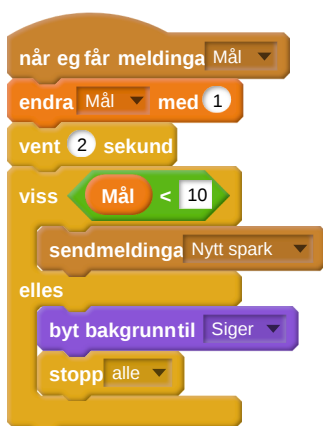 når eg får meldinga Mål
endra Mål med 1
vent 2 sekund
viss Mål < 10
sendmeldinga Nytt spark
elles
byt bakgrunntil Siger
stopp alle